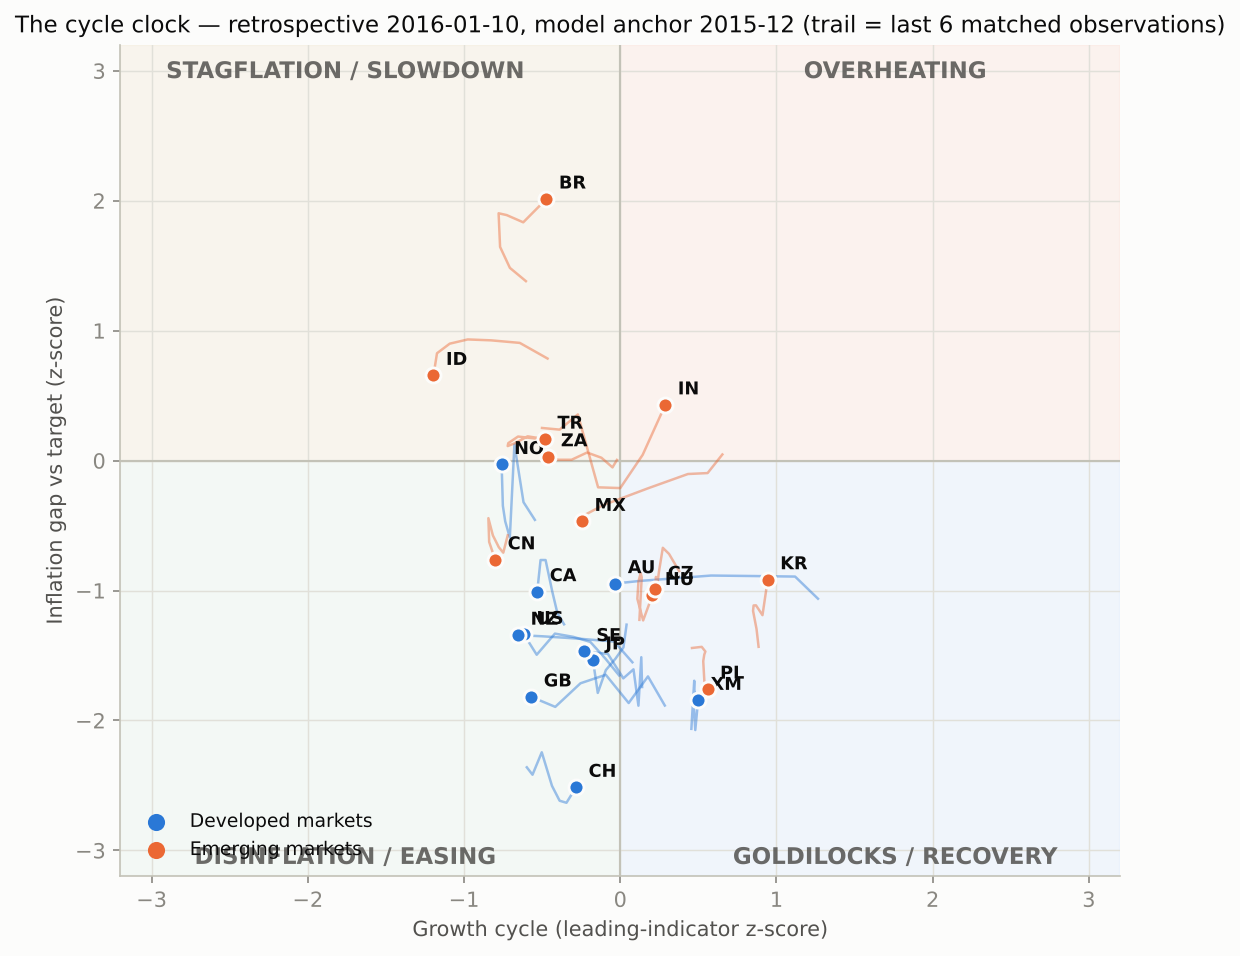 The cycle clock — retrospective 2016-01-10, model anchor 2015-12 (trail = last 6 matched observations)
STAGFLATION / SLOWDOWN
OVERHEATING
BR
ID
IN
TR
ZA
NO
MX
CN
CA
AU
CZ
HU
KR
NZ
US
SE
JP
GB
PL
XM
CH
Developed markets
Emerging markets
DISINFLATION / EASING
GOLDILOCKS / RECOVERY
3
2
1
0
−1
−2
−3
−3
−2
−1
0
1
2
3
Inflation gap vs target (z-score)
Growth cycle (leading-indicator z-score)